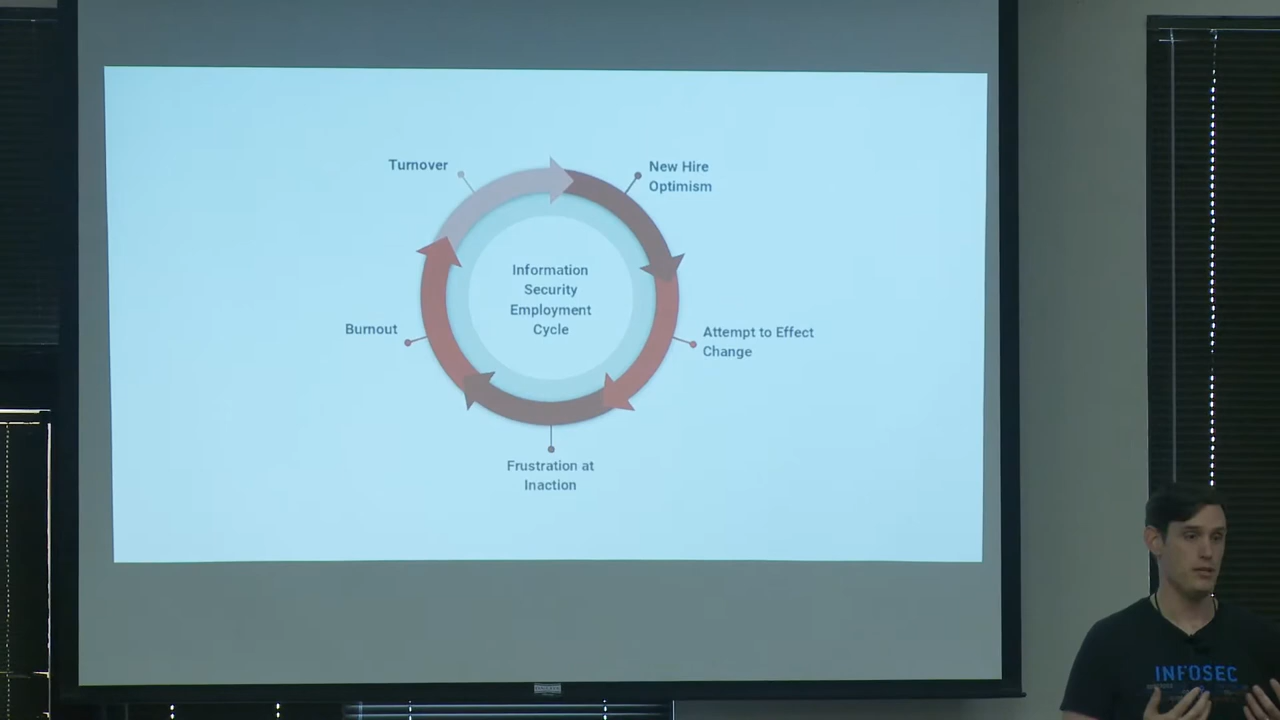 Turnover
New Hire
Optimism
Information
Security
Employment
Cycle
Burnout
Attempt to Effect
Change
Frustration at
Inaction
INFOSEC